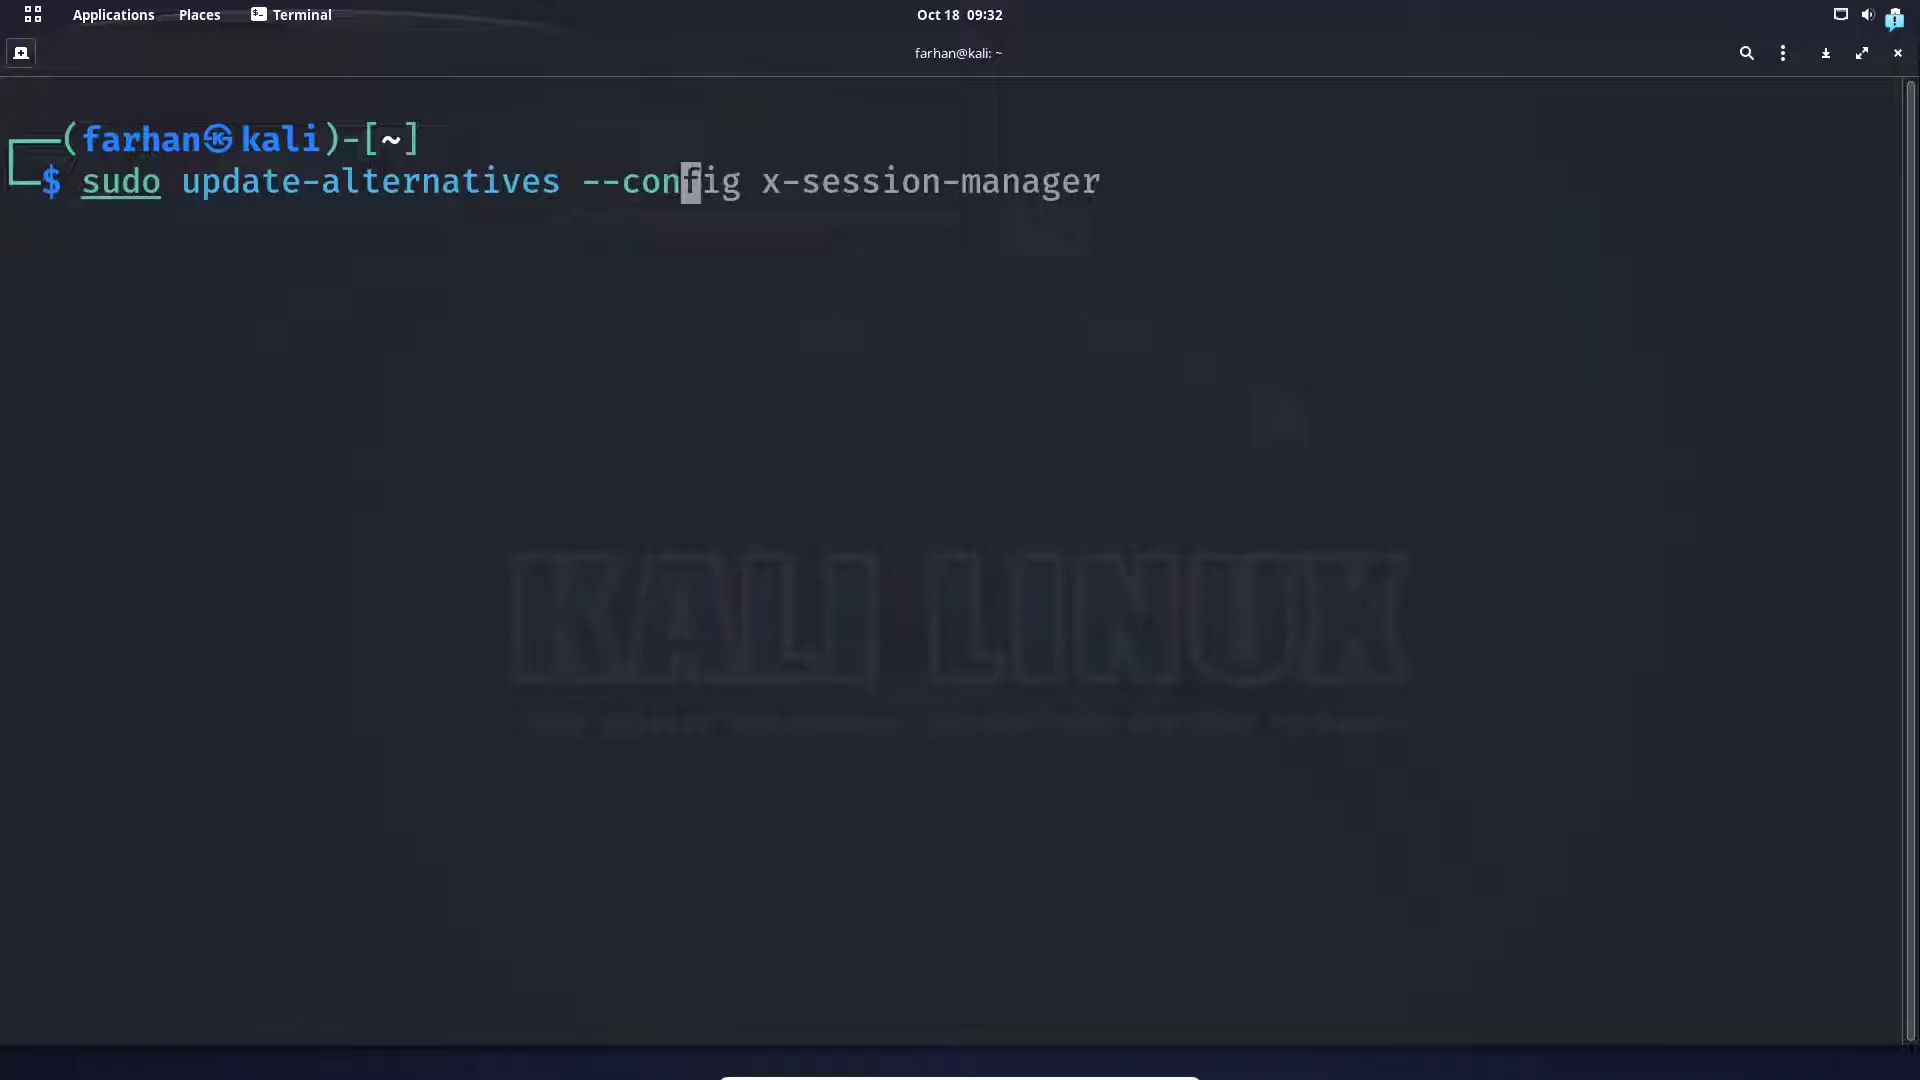 Applications Places Terminal Oct 18 09:32
farhan@kali: ~
(farhan㉿kali)-[~]
$ sudo update-alternatives --config x-session-manager
KALI LINUX